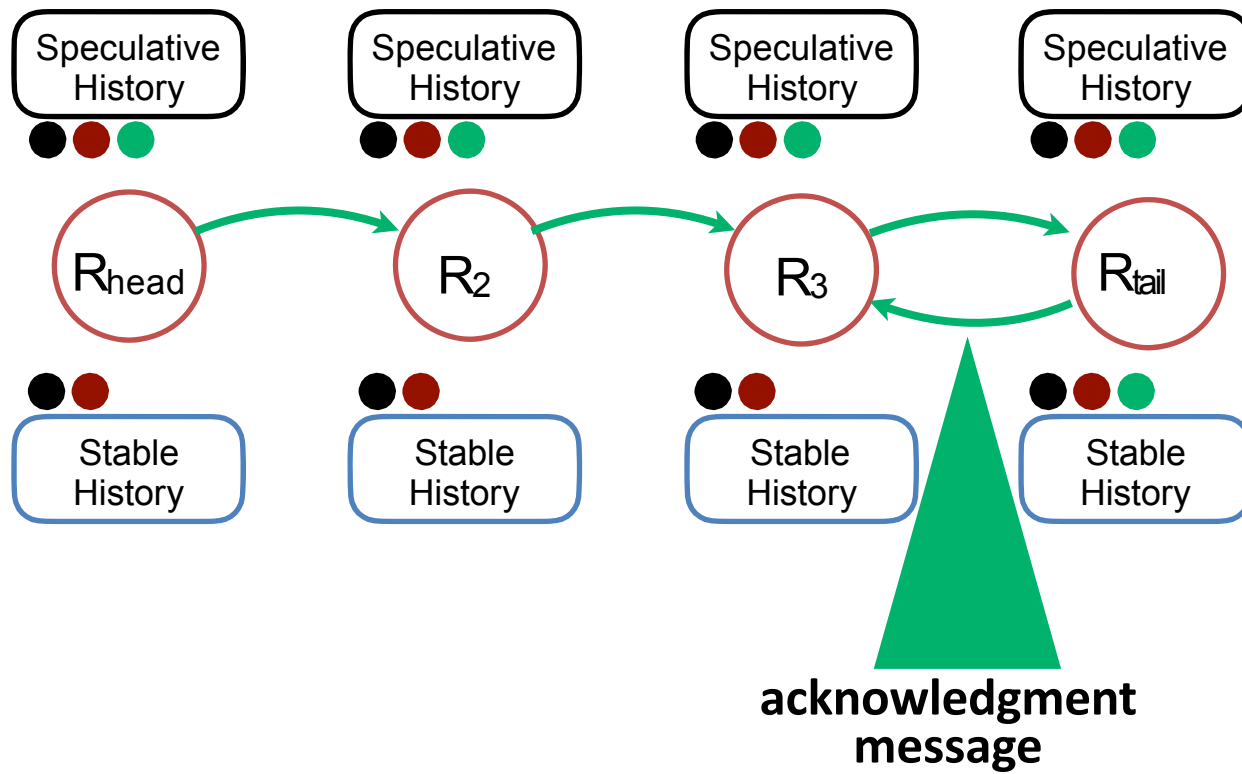 Speculative
History
Speculative
History
Speculative
History
Speculative
History
Rhead
R2
R3
Rtail
Stable
History
Stable
History
Stable
History
Stable
History
acknowledgment
message